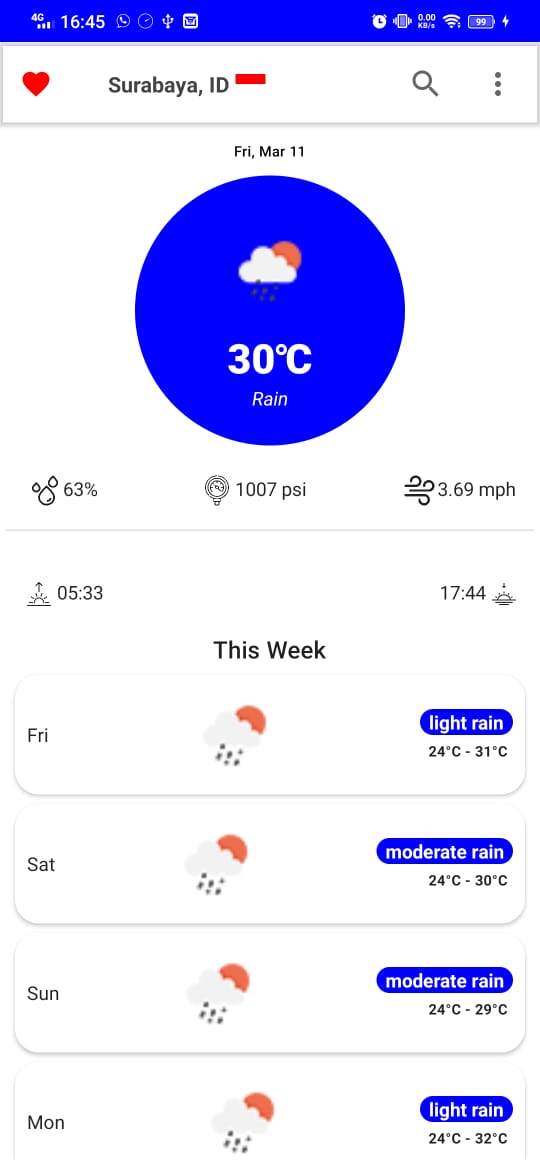 4G 16:45 0.00 KB/s 99
Surabaya, ID
Fri, Mar 11
30°C
Rain
63% 1007 psi 3.69 mph
05:33 17:44
This Week
Fri light rain
24°C - 31°C
Sat moderate rain
24°C - 30°C
Sun moderate rain
24°C - 29°C
Mon light rain
24°C - 32°C